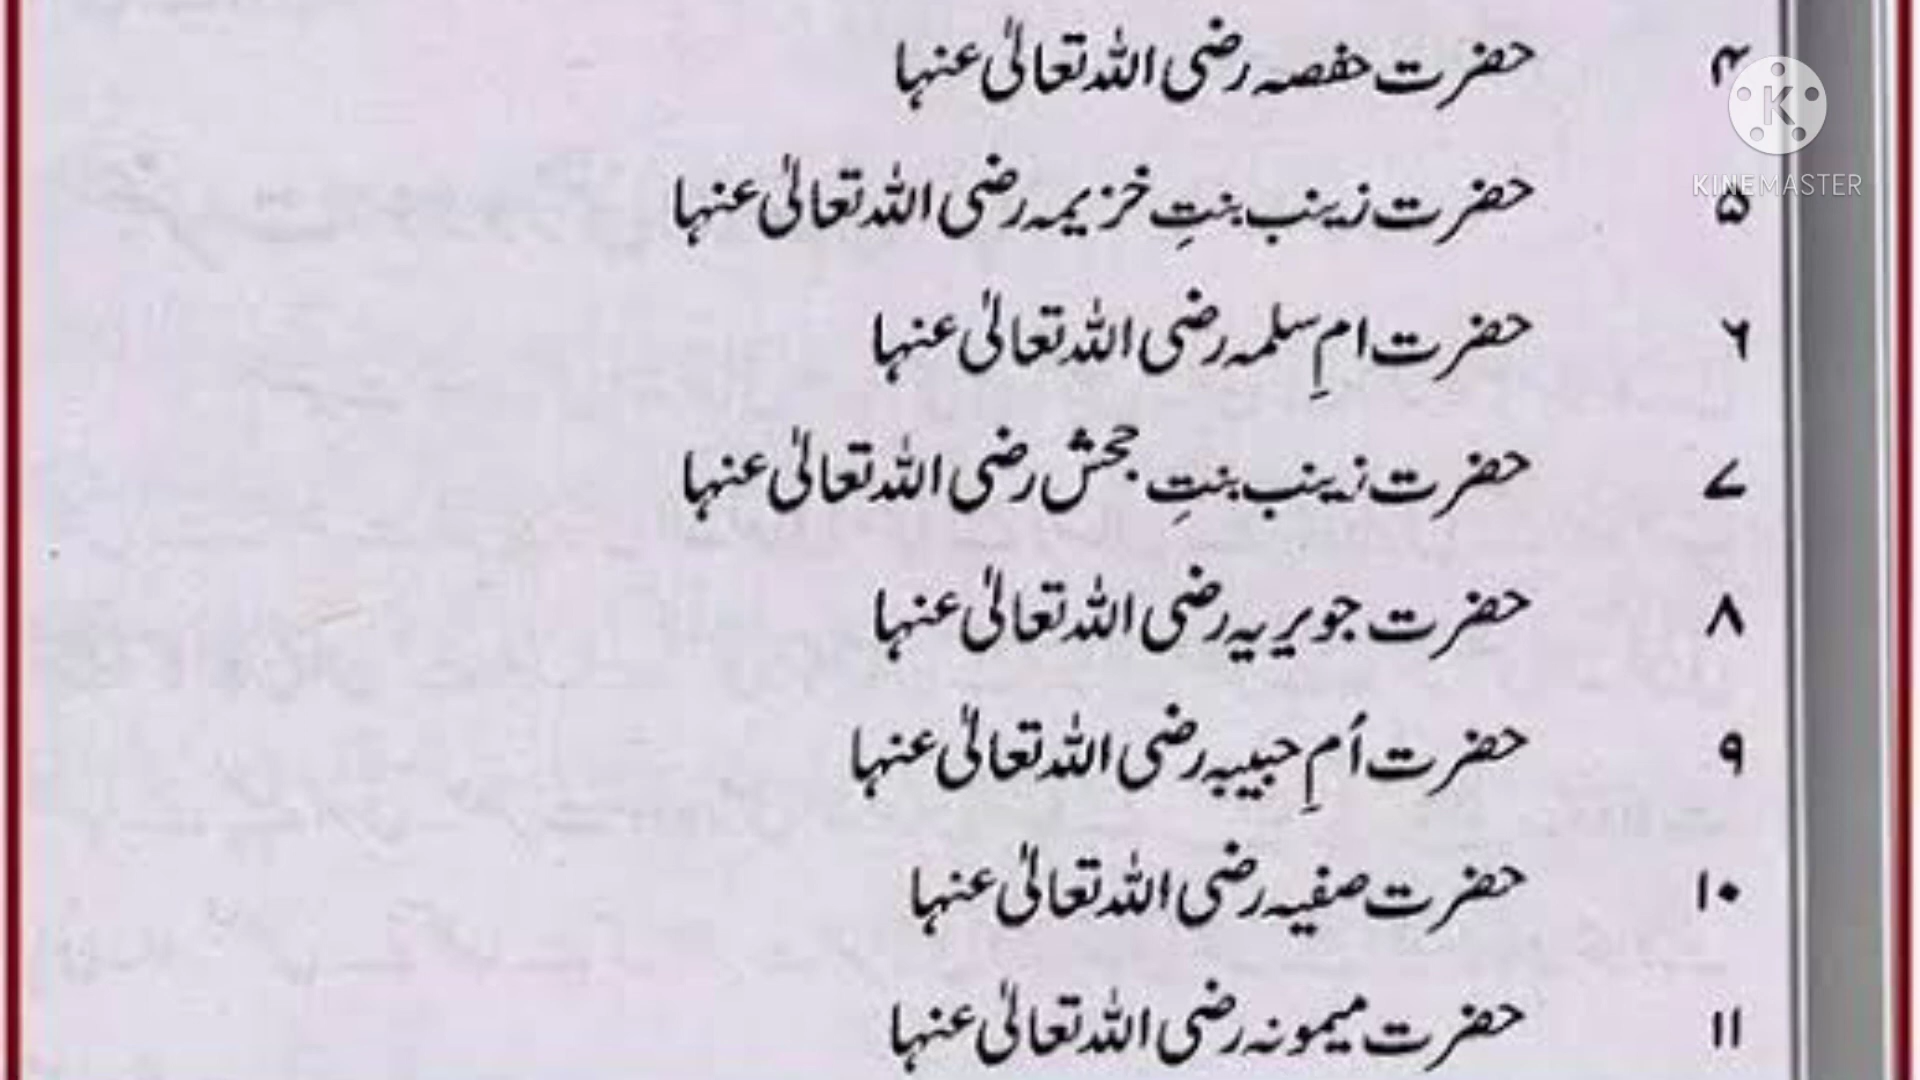 ۴ حضرت حفصہ رضی اللہ تعالیٰ عنہا
۵ حضرت زینب بنتِ خزیمہ رضی اللہ تعالیٰ عنہا
۶ حضرت امِ سلمہ رضی اللہ تعالیٰ عنہا
۷ حضرت زینب بنتِ جحش رضی اللہ تعالیٰ عنہا
۸ حضرت جویریہ رضی اللہ تعالیٰ عنہا
۹ حضرت اُمِ حبیبہ رضی اللہ تعالیٰ عنہا
۱۰ حضرت صفیہ رضی اللہ تعالیٰ عنہا
۱۱ حضرت میمونہ رضی اللہ تعالیٰ عنہا
K
KINEMASTER